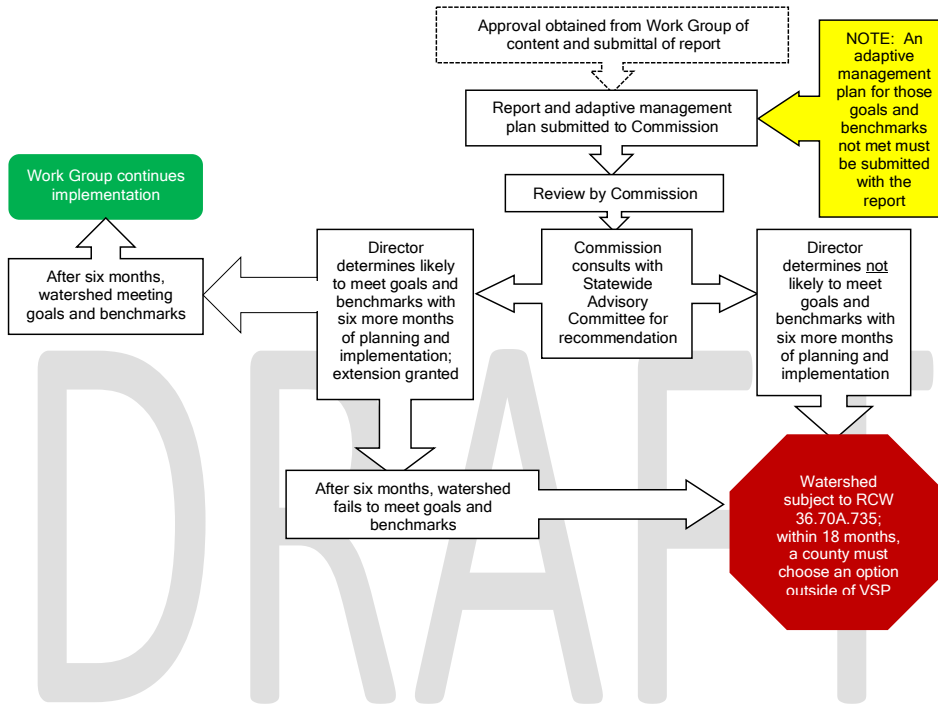 Approval obtained from Work Group of
content and submittal of report
NOTE:  An
adaptive
management
plan for those
goals and
benchmarks
not met must
be submitted
with the
report
Report and adaptive management
plan submitted to Commission
Work Group continues
implementation
Review by Commission
After six months,
watershed meeting
goals and benchmarks
Director
determines likely
to meet goals and
benchmarks with
six more months
of planning and
implementation;
extension granted
Commission
consults with
Statewide
Advisory
Committee for
recommendation
Director
determines not
likely to meet
goals and
benchmarks with
six more months
of planning and
implementation
After six months, watershed
fails to meet goals and
benchmarks
Watershed
subject to RCW
36.70A.735;
within 18 months,
a county must
choose an option
outside of VSP
DRAFT